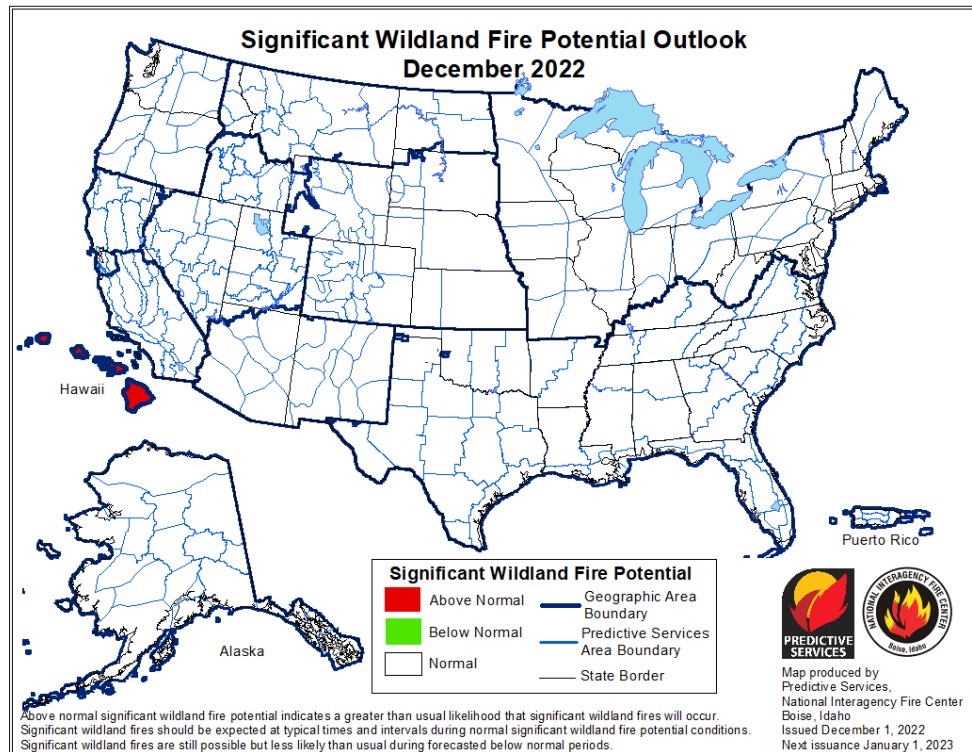 Significant Wildland Fire Potential Outlook
December 2022
Hawaii
Alaska
Puerto Rico
Significant Wildland Fire Potential
Above Normal
Below Normal
Normal
Geographic Area
Boundary
Predictive Services
Area Boundary
State Border
PREDICTIVE
SERVICES
NATIONAL INTERAGENCY FIRE CENTER
Boise, Idaho
Map produced by
Predictive Services,
National Interagency Fire Center
Boise, Idaho
Issued December 1, 2022
Next issuance January 1, 2023
Above normal significant wildland fire potential indicates a greater than usual likelihood that significant wildland fires will occur.
Significant wildland fires should be expected at typical times and intervals during normal significant wildland fire potential conditions.
Significant wildland fires are still possible but less likely than usual during forecasted below normal periods.